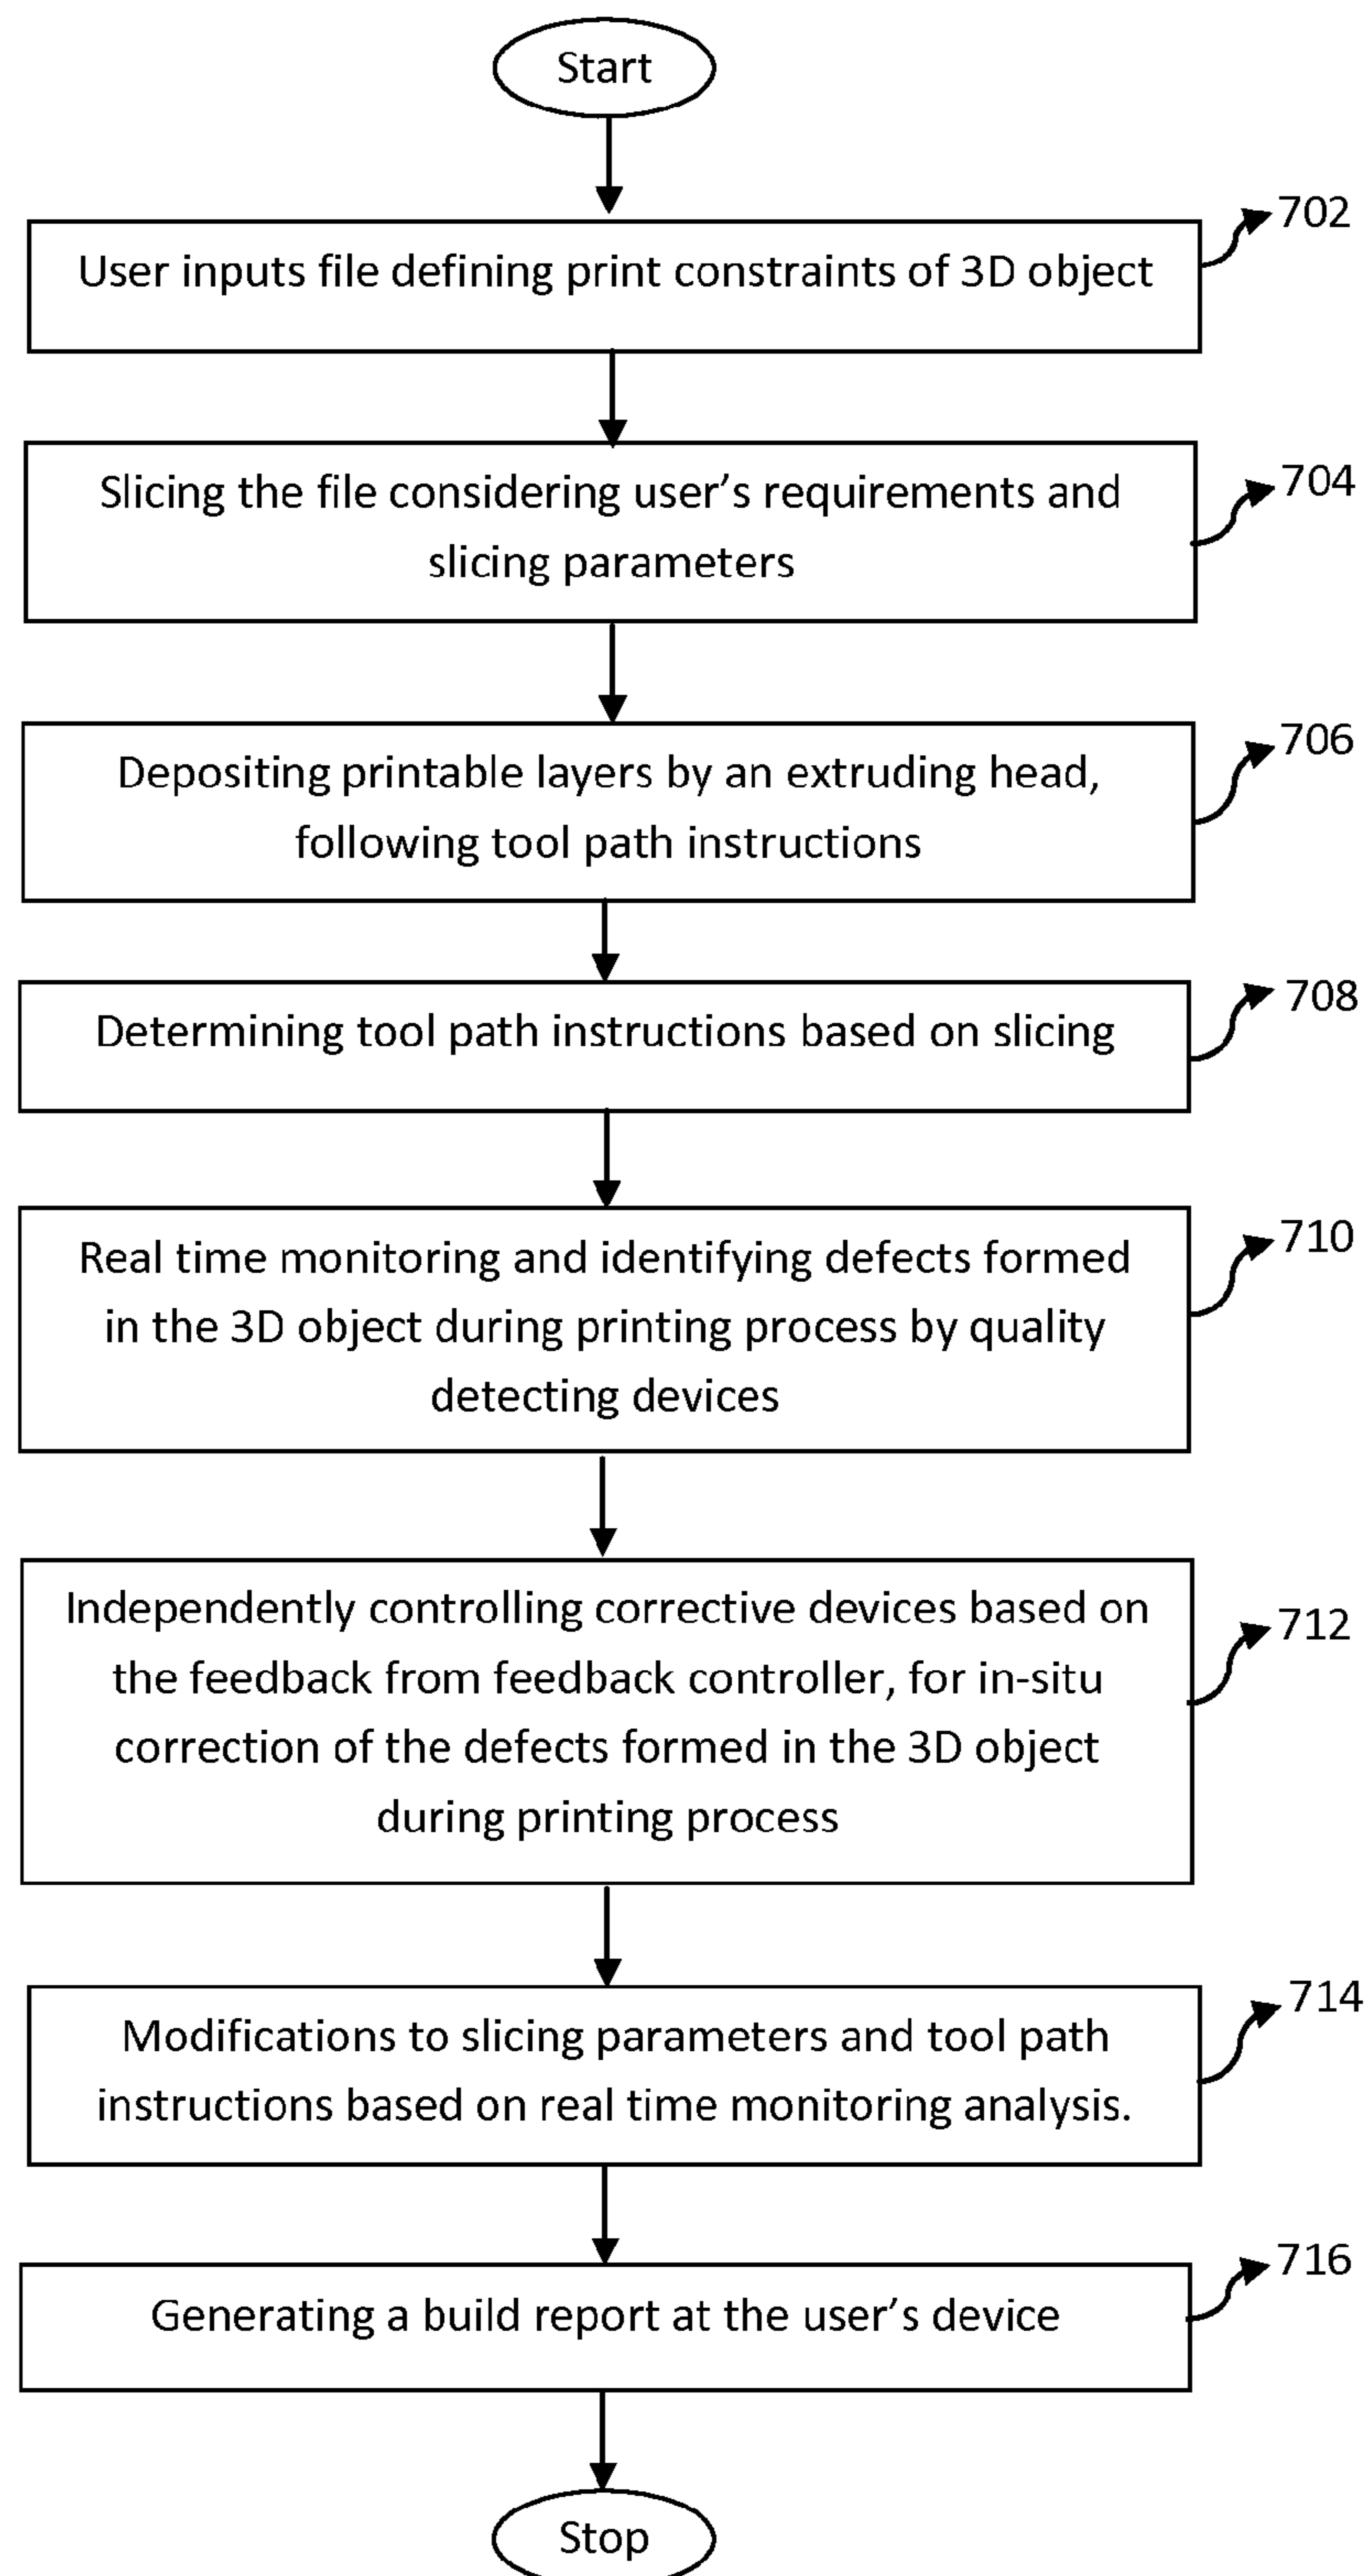 Start
702
User inputs file defining print constraints of 3D object
704
Slicing the file considering user’s requirements and
slicing parameters
706
Depositing printable layers by an extruding head,
following tool path instructions
708
Determining tool path instructions based on slicing
710
Real time monitoring and identifying defects formed
in the 3D object during printing process by quality
detecting devices
712
Independently controlling corrective devices based on
the feedback from feedback controller, for in-situ
correction of the defects formed in the 3D object
during printing process
714
Modifications to slicing parameters and tool path
instructions based on real time monitoring analysis.
716
Generating a build report at the user’s device
Stop